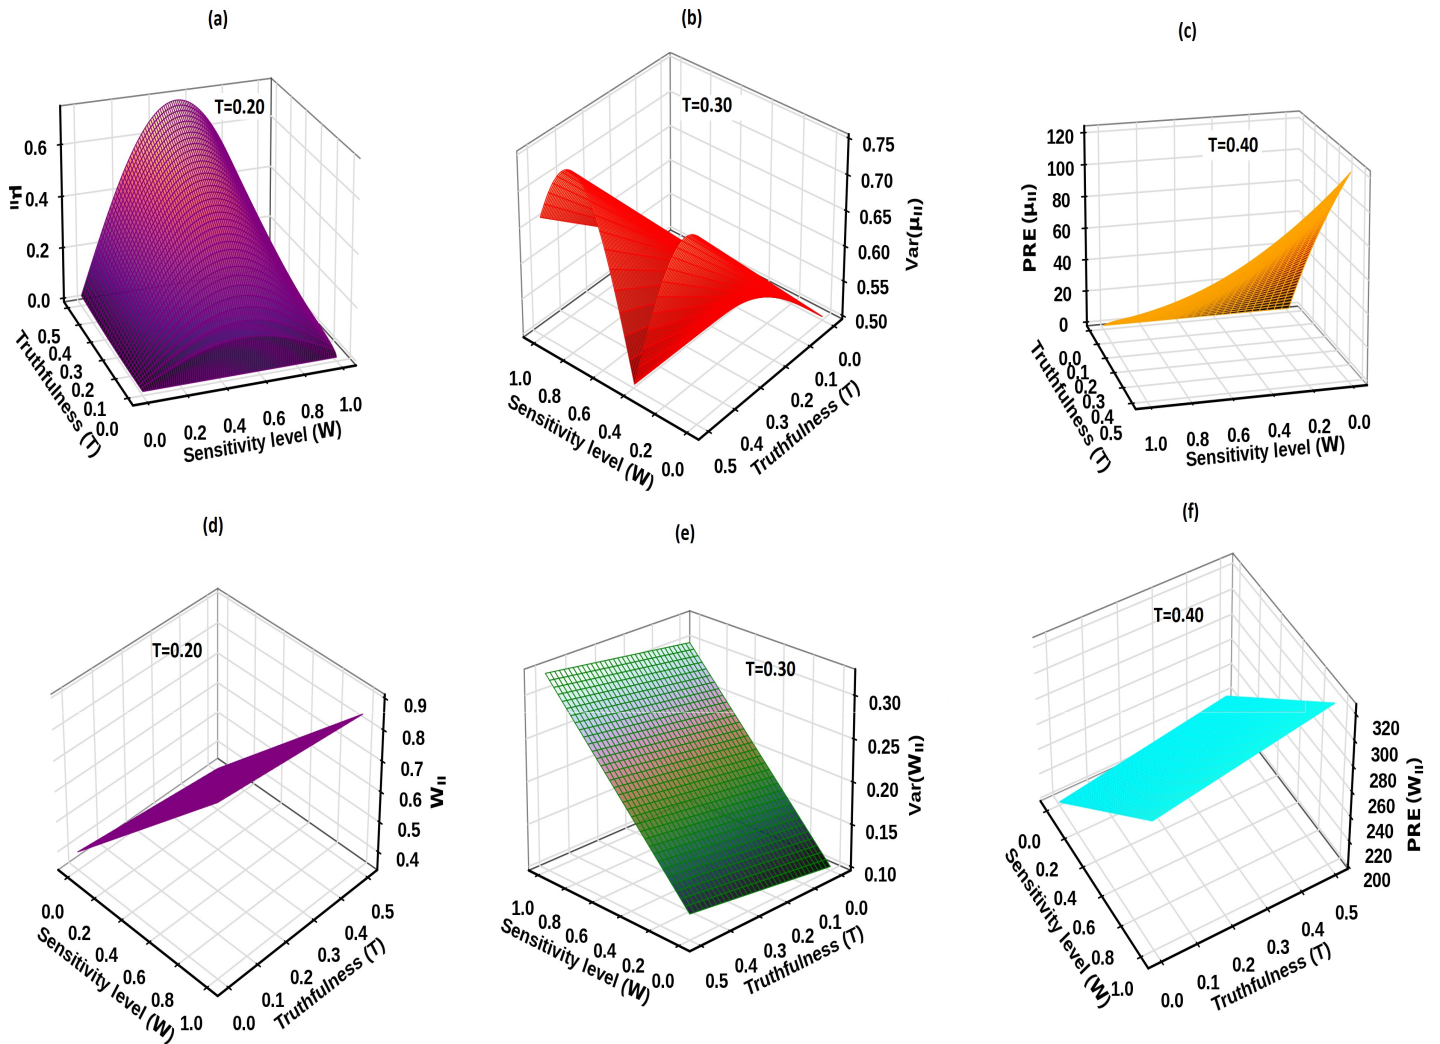 (a)
T=0.20
0.6
0.4
0.2
0.0
μII
0.5
0.4
0.3
0.2
0.1
0.0
Truthfulness (T)
0.0 0.2 0.4 0.6 0.8 1.0
Sensitivity level (W)
(b)
T=0.30
0.75
0.70
0.65
0.60
0.55
0.50
Var(μII)
1.0
0.8
0.6
0.4
0.2
0.0
Sensitivity level (W)
0.0
0.1
0.2
0.3
0.4
0.5
Truthfulness (T)
(c)
T=0.40
120
100
80
60
40
20
0
PRE (μII)
0.0
0.1
0.2
0.3
0.4
0.5
Truthfulness (T)
1.0 0.8 0.6 0.4 0.2 0.0
Sensitivity level (W)
(d)
T=0.20
0.9
0.8
0.7
0.6
0.5
0.4
WII
0.0
0.2
0.4
0.6
0.8
1.0
Sensitivity level (W)
0.5
0.4
0.3
0.2
0.1
0.0
Truthfulness (T)
(e)
T=0.30
0.30
0.25
0.20
0.15
0.10
Var(WII)
1.0
0.8
0.6
0.4
0.2
0.0
Sensitivity level (W)
0.0
0.1
0.2
0.3
0.4
0.5
Truthfulness (T)
(f)
T=0.40
320
300
280
260
240
220
200
PRE (WII)
0.0
0.2
0.4
0.6
0.8
1.0
Sensitivity level (W)
0.5
0.4
0.3
0.2
0.1
0.0
Truthfulness (T)